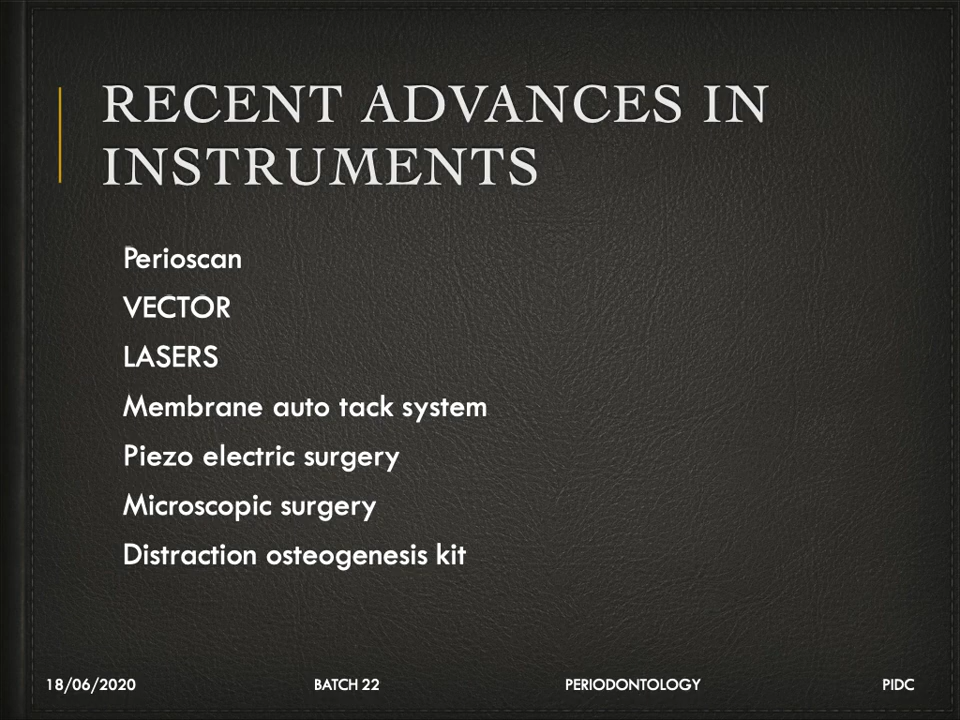 RECENT ADVANCES IN
INSTRUMENTS
Perioscan
VECTOR
LASERS
Membrane auto tack system
Piezo electric surgery
Microscopic surgery
Distraction osteogenesis kit
18/06/2020 BATCH 22 PERIODONTOLOGY PIDC